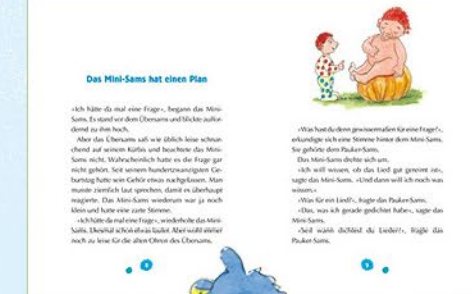 Das Mini-Sams hat einen Plan
»Ich hätte da mal eine Frage«, begann das Mini-
Sams. Es stand vor dem Übersams und blickte auffor-
dernd zu ihm hoch.
Aber das Übersams saß wie üblich leise schnar-
chend auf seinem Kürbis und beachtete das Mini-
Sams nicht. Wahrscheinlich hatte es die Frage gar
nicht gehört. Seit seinem hundertzwanzigsten Ge-
burtstag hatte sein Gehör etwas nachgelassen. Man
musste ziemlich laut sprechen, damit es überhaupt
reagierte. Das Mini-Sams wiederum war ja noch
klein und hatte eine zarte Stimme.
»Ich hätte da mal eine Frage«, wiederholte das Mini-
Sams. Diesmal schon etwas lauter. Aber wohl immer
noch zu leise für die alten Ohren des Übersams.
8
»Was hast du denn gewissermaßen für eine Frage?«,
erkundigte sich eine Stimme hinter dem Mini-Sams.
Sie gehörte dem Pauker-Sams.
Das Mini-Sams drehte sich um.
»Ich will wissen, ob das Lied gut gereimt ist«,
sagte das Mini-Sams. »Und dann will ich noch was
wissen.«
»Was für ein Lied?«, fragte das Pauker-Sams.
»Das, was ich gerade gedichtet habe«, sagte das
Mini-Sams.
»Seit wann dichtest du Lieder?«, fragte das
Pauker-Sams.
9